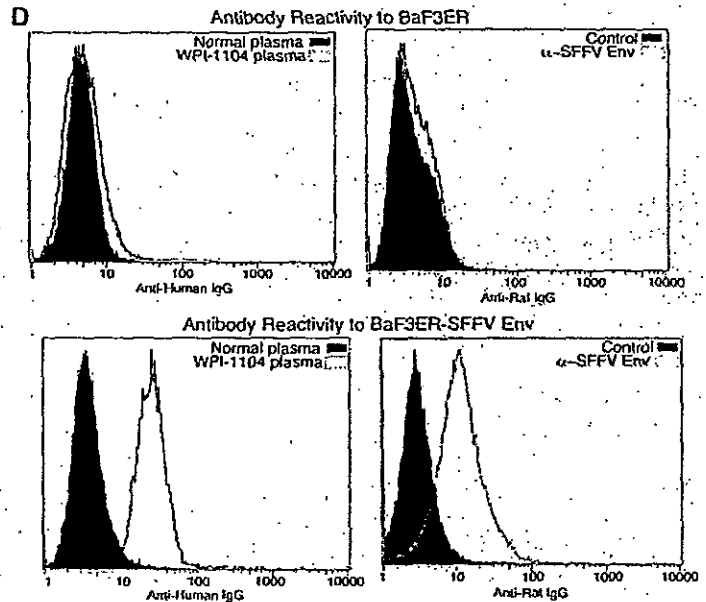 D
Antibody Reactivity to BaF3ER
Normal plasma
WPI-1104 plasma
1 10 100 1000 10000
Anti-Human IgG
Control
α-SFFV Env
1 10 100 1000 10000
Anti-Rat IgG
Antibody Reactivity to BaF3ER-SFFV Env
Normal plasma
WPI-1104 plasma
1 10 100 1000 10000
Anti-Human IgG
Control
α-SFFV Env
1 10 100 1000 10000
Anti-Rat IgG